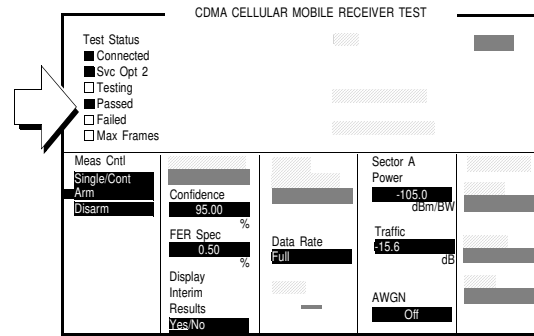 CDMA CELLULAR MOBILE RECEIVER TEST
Test Status
Connected
Svc Opt 2
Testing
Passed
Failed
Max Frames
Meas Cntl
Single/Cont
Arm
Disarm
Confidence
95.00
%
FER Spec
0.50
%
Display
Interim
Results
Yes/No
Data Rate
Full
Sector A
Power
-105.0
dBm/BW
Traffic
-15.6
dB
AWGN
Off